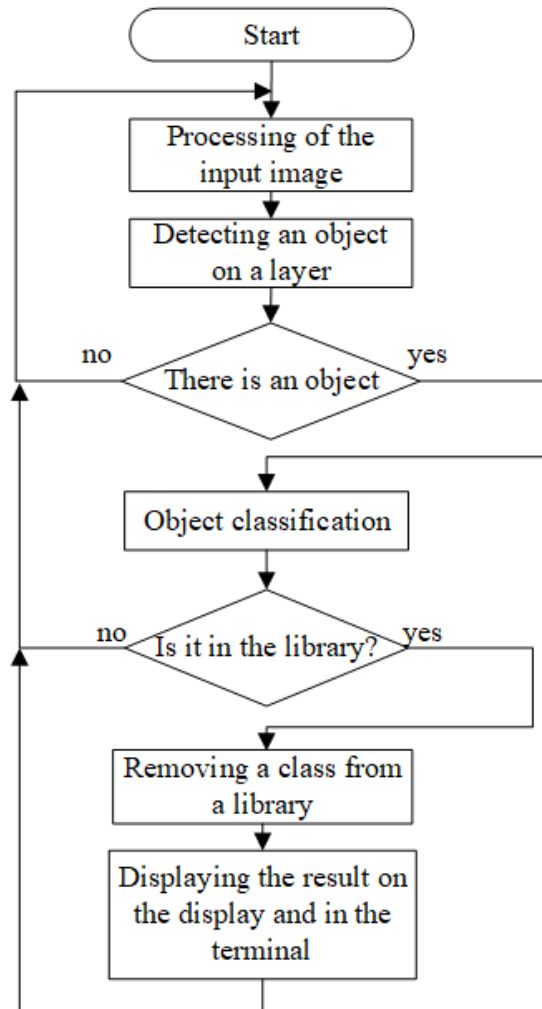 Start
Processing of the
input image
Detecting an object
on a layer
no
yes
There is an object
Object classification
no
yes
Is it in the library?
Removing a class from
a library
Displaying the result on
the display and in the
terminal